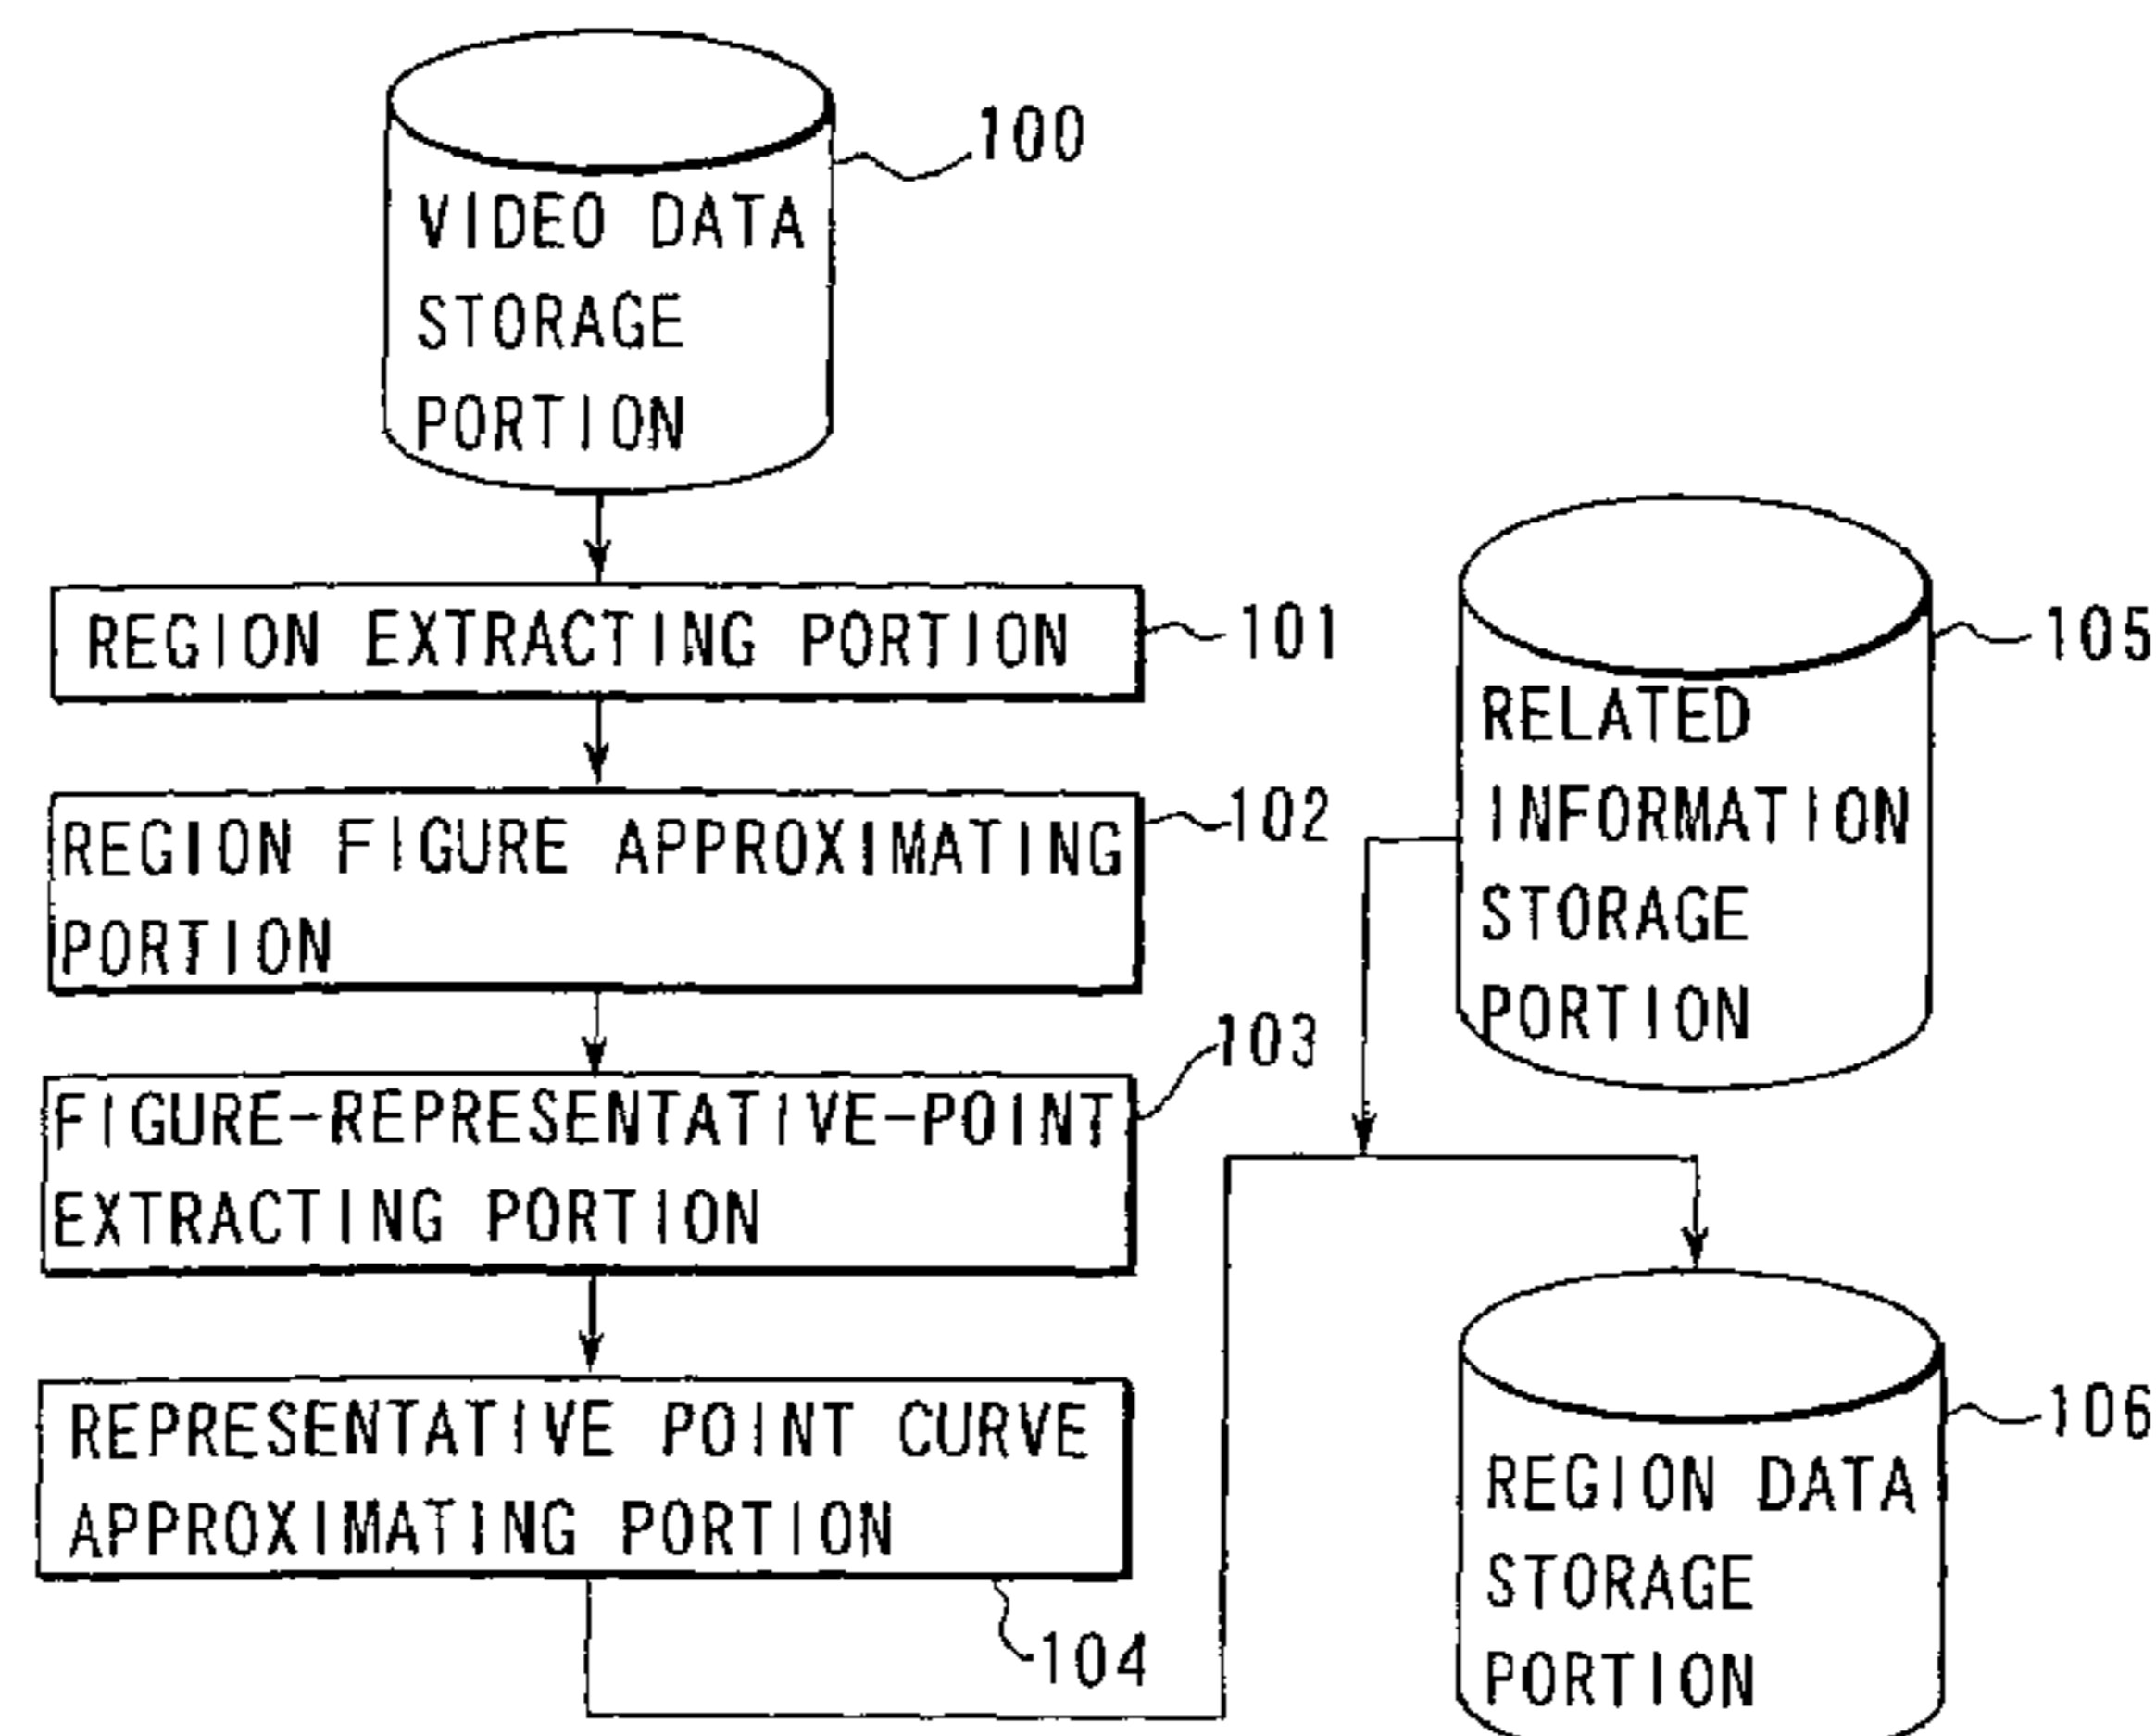 100
VIDEO DATA
STORAGE
PORTION
REGION EXTRACTING PORTION
101
REGION FIGURE APPROXIMATING
PORTION
102
FIGURE-REPRESENTATIVE-POINT
EXTRACTING PORTION
103
REPRESENTATIVE POINT CURVE
APPROXIMATING PORTION
104
105
RELATED
INFORMATION
STORAGE
PORTION
106
REGION DATA
STORAGE
PORTION